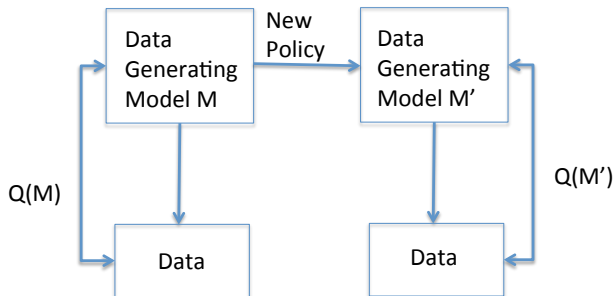 New
Policy
Data
Generating
Model M
Data
Generating
Model M’
Q(M)
Q(M’)
Data
Data